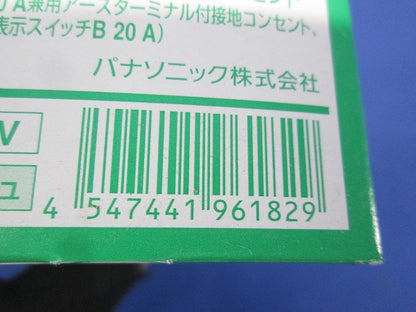 A兼用アースターミナル付接地コンセント、
表示スイッチB 20 A)
パナソニック株式会社
V
ュ
4 547441 961829